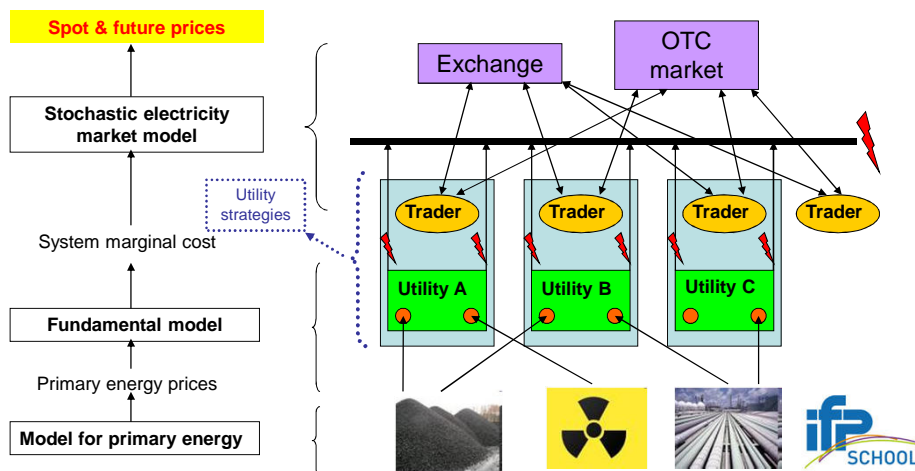 Spot & future prices
Stochastic electricity
market model
Utility
strategies
System marginal cost
Fundamental model
Primary energy prices
Model for primary energy
Exchange
OTC
market
Trader
Trader
Trader
Trader
Utility A
Utility B
Utility C
ifp
SCHOOL